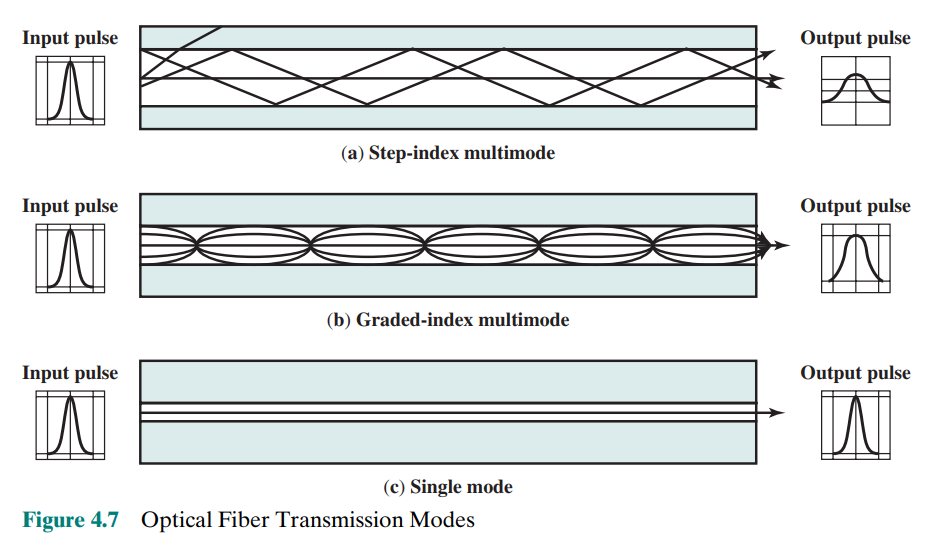 Input pulse
Output pulse
(a) Step-index multimode
Input pulse
Output pulse
(b) Graded-index multimode
Input pulse
Output pulse
(c) Single mode
Figure 4.7 Optical Fiber Transmission Modes